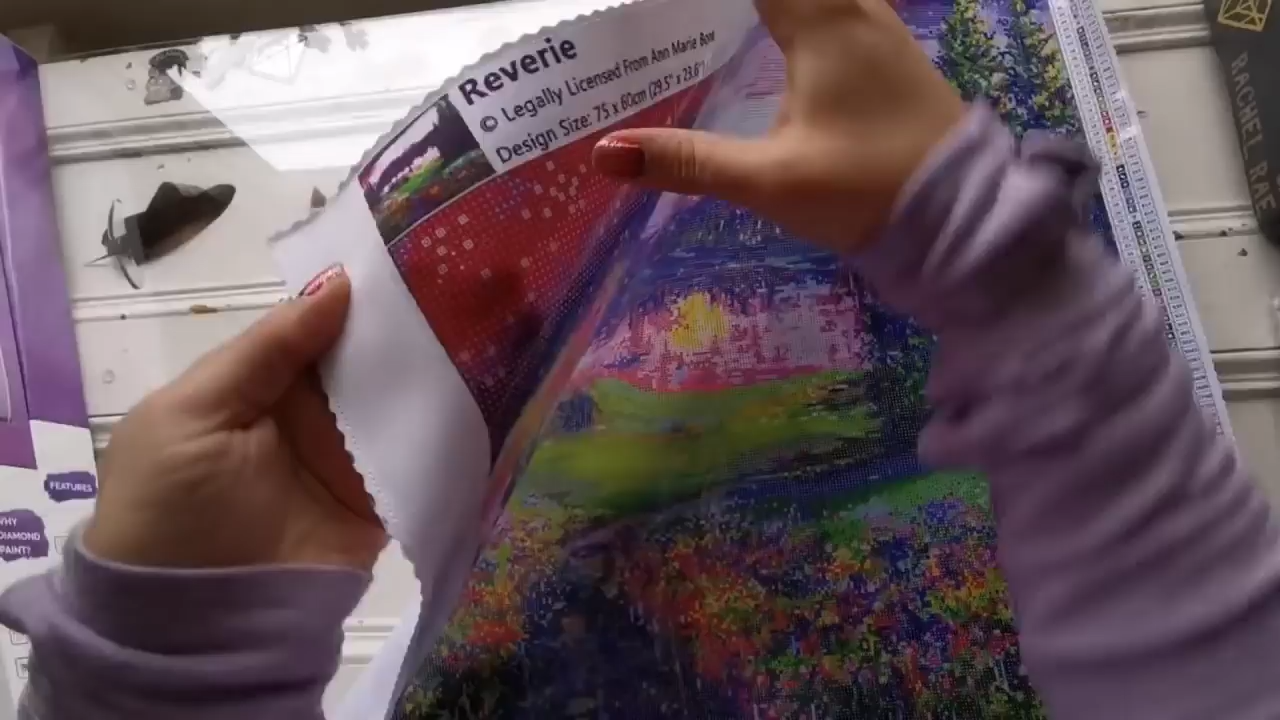 Reverie
© Legally Licensed From Ann Marie Bow
Design Size: 75 x 60cm (29.5" x 23.6")
RACHEL RAE
FEATURES
WHY
DIAMOND
PAINT?